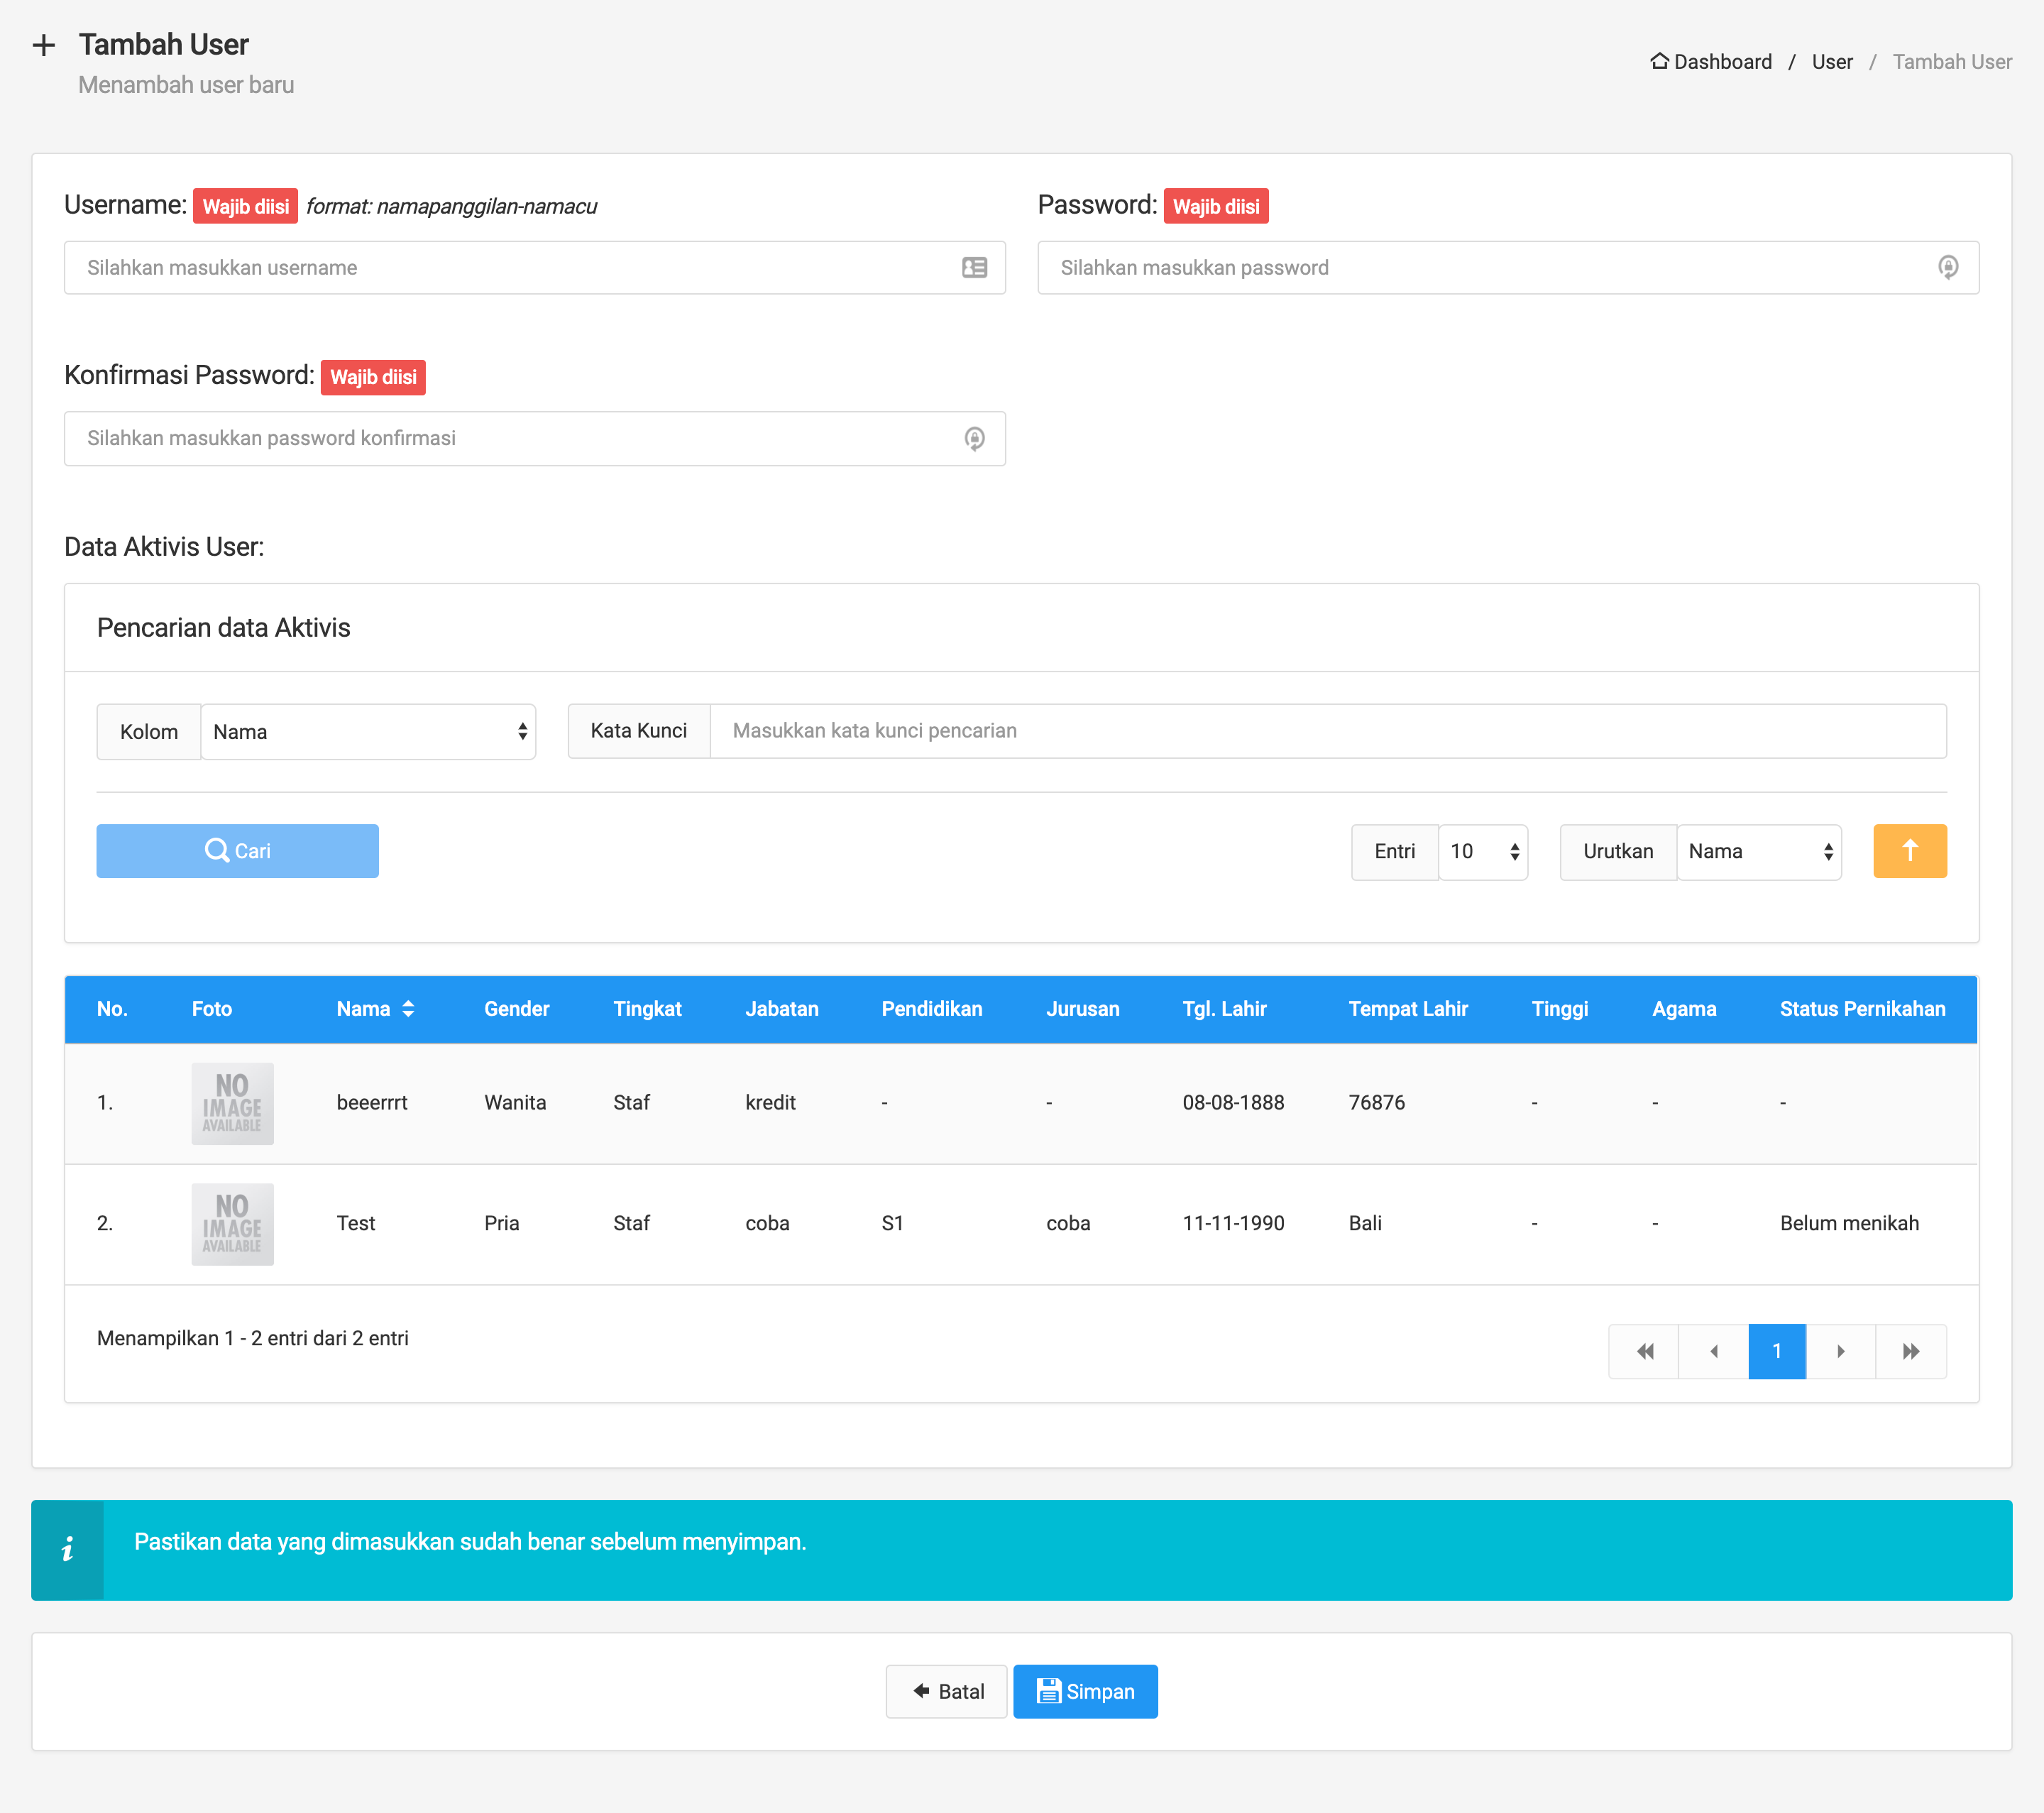 Tambah User
Menambah user baru
Dashboard / User / Tambah User
Username: Wajib diisi format: namapanggilan-namacu
Password: Wajib diisi
Silahkan masukkan username
Silahkan masukkan password
Konfirmasi Password: Wajib diisi
Silahkan masukkan password konfirmasi
Data Aktivis User:
Pencarian data Aktivis
Kolom Nama Kata Kunci Masukkan kata kunci pencarian
Cari Entri 10 Urutkan Nama
No. Foto Nama Gender Tingkat Jabatan Pendidikan Jurusan Tgl. Lahir Tempat Lahir Tinggi Agama Status Pernikahan
1. NO IMAGE AVAILABLE beeerrrt Wanita Staf kredit - - 08-08-1888 76876 - - -
2. NO IMAGE AVAILABLE Test Pria Staf coba S1 coba 11-11-1990 Bali - - Belum menikah
Menampilkan 1 - 2 entri dari 2 entri
1
Pastikan data yang dimasukkan sudah benar sebelum menyimpan.
Batal Simpan